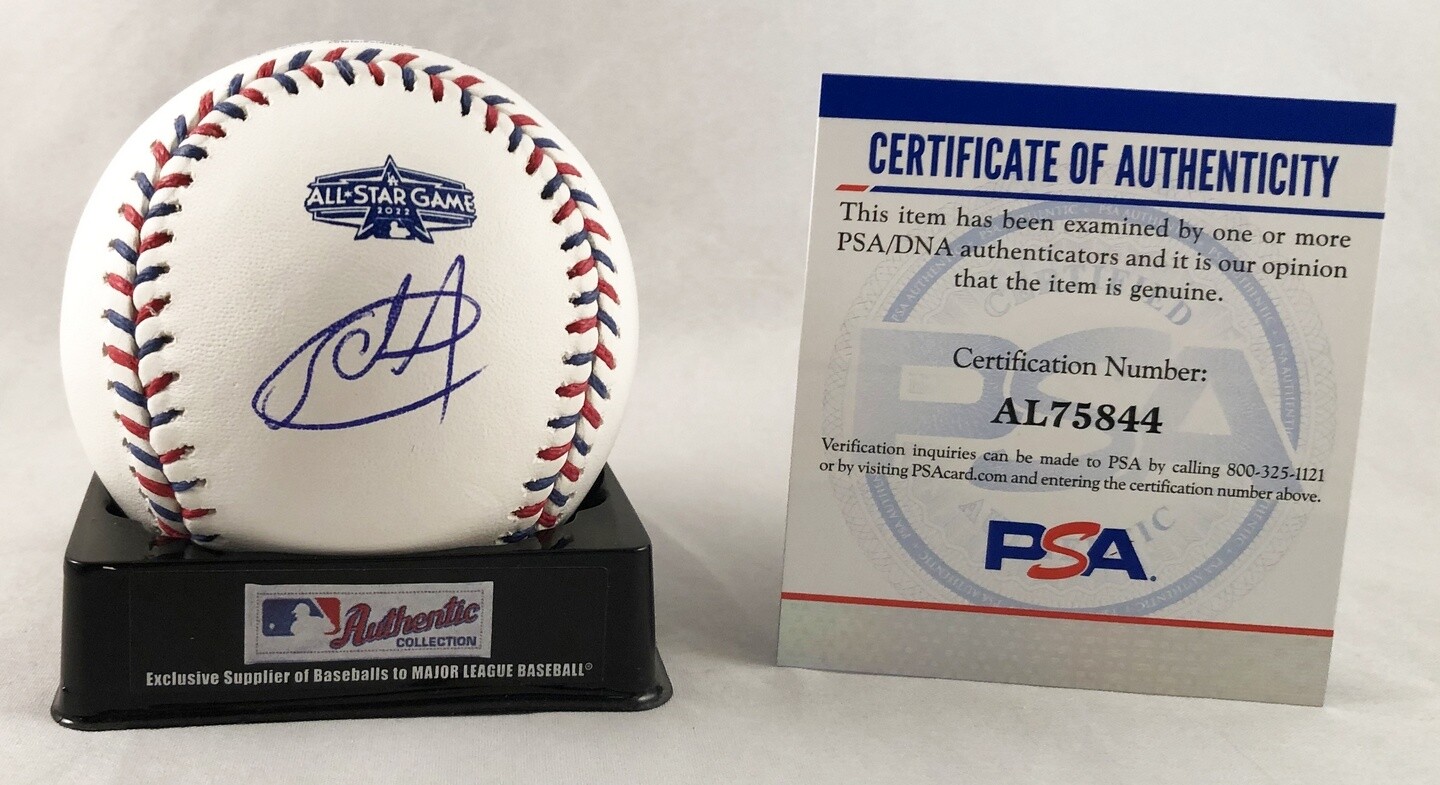 LA
ALL★STAR GAME
2022
Authentic
COLLECTION
Exclusive Supplier of Baseballs to MAJOR LEAGUE BASEBALL®
CERTIFICATE OF AUTHENTICITY
This item has been examined by one or more
PSA/DNA authenticators and it is our opinion
that the item is genuine.
CERTIFIED
PSA
Certification Number:
AL75844
Verification inquiries can be made to PSA by calling 800-325-1121
or by visiting PSAcard.com and entering the certification number above.
PSA.